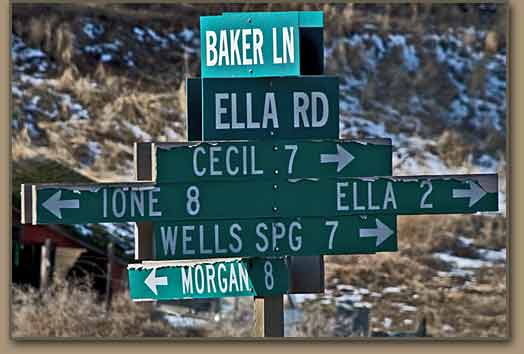 BAKER LN
ELLA RD
CECIL 7
IONE 8 ELLA 2
WELLS SPG 7
MORGAN 8